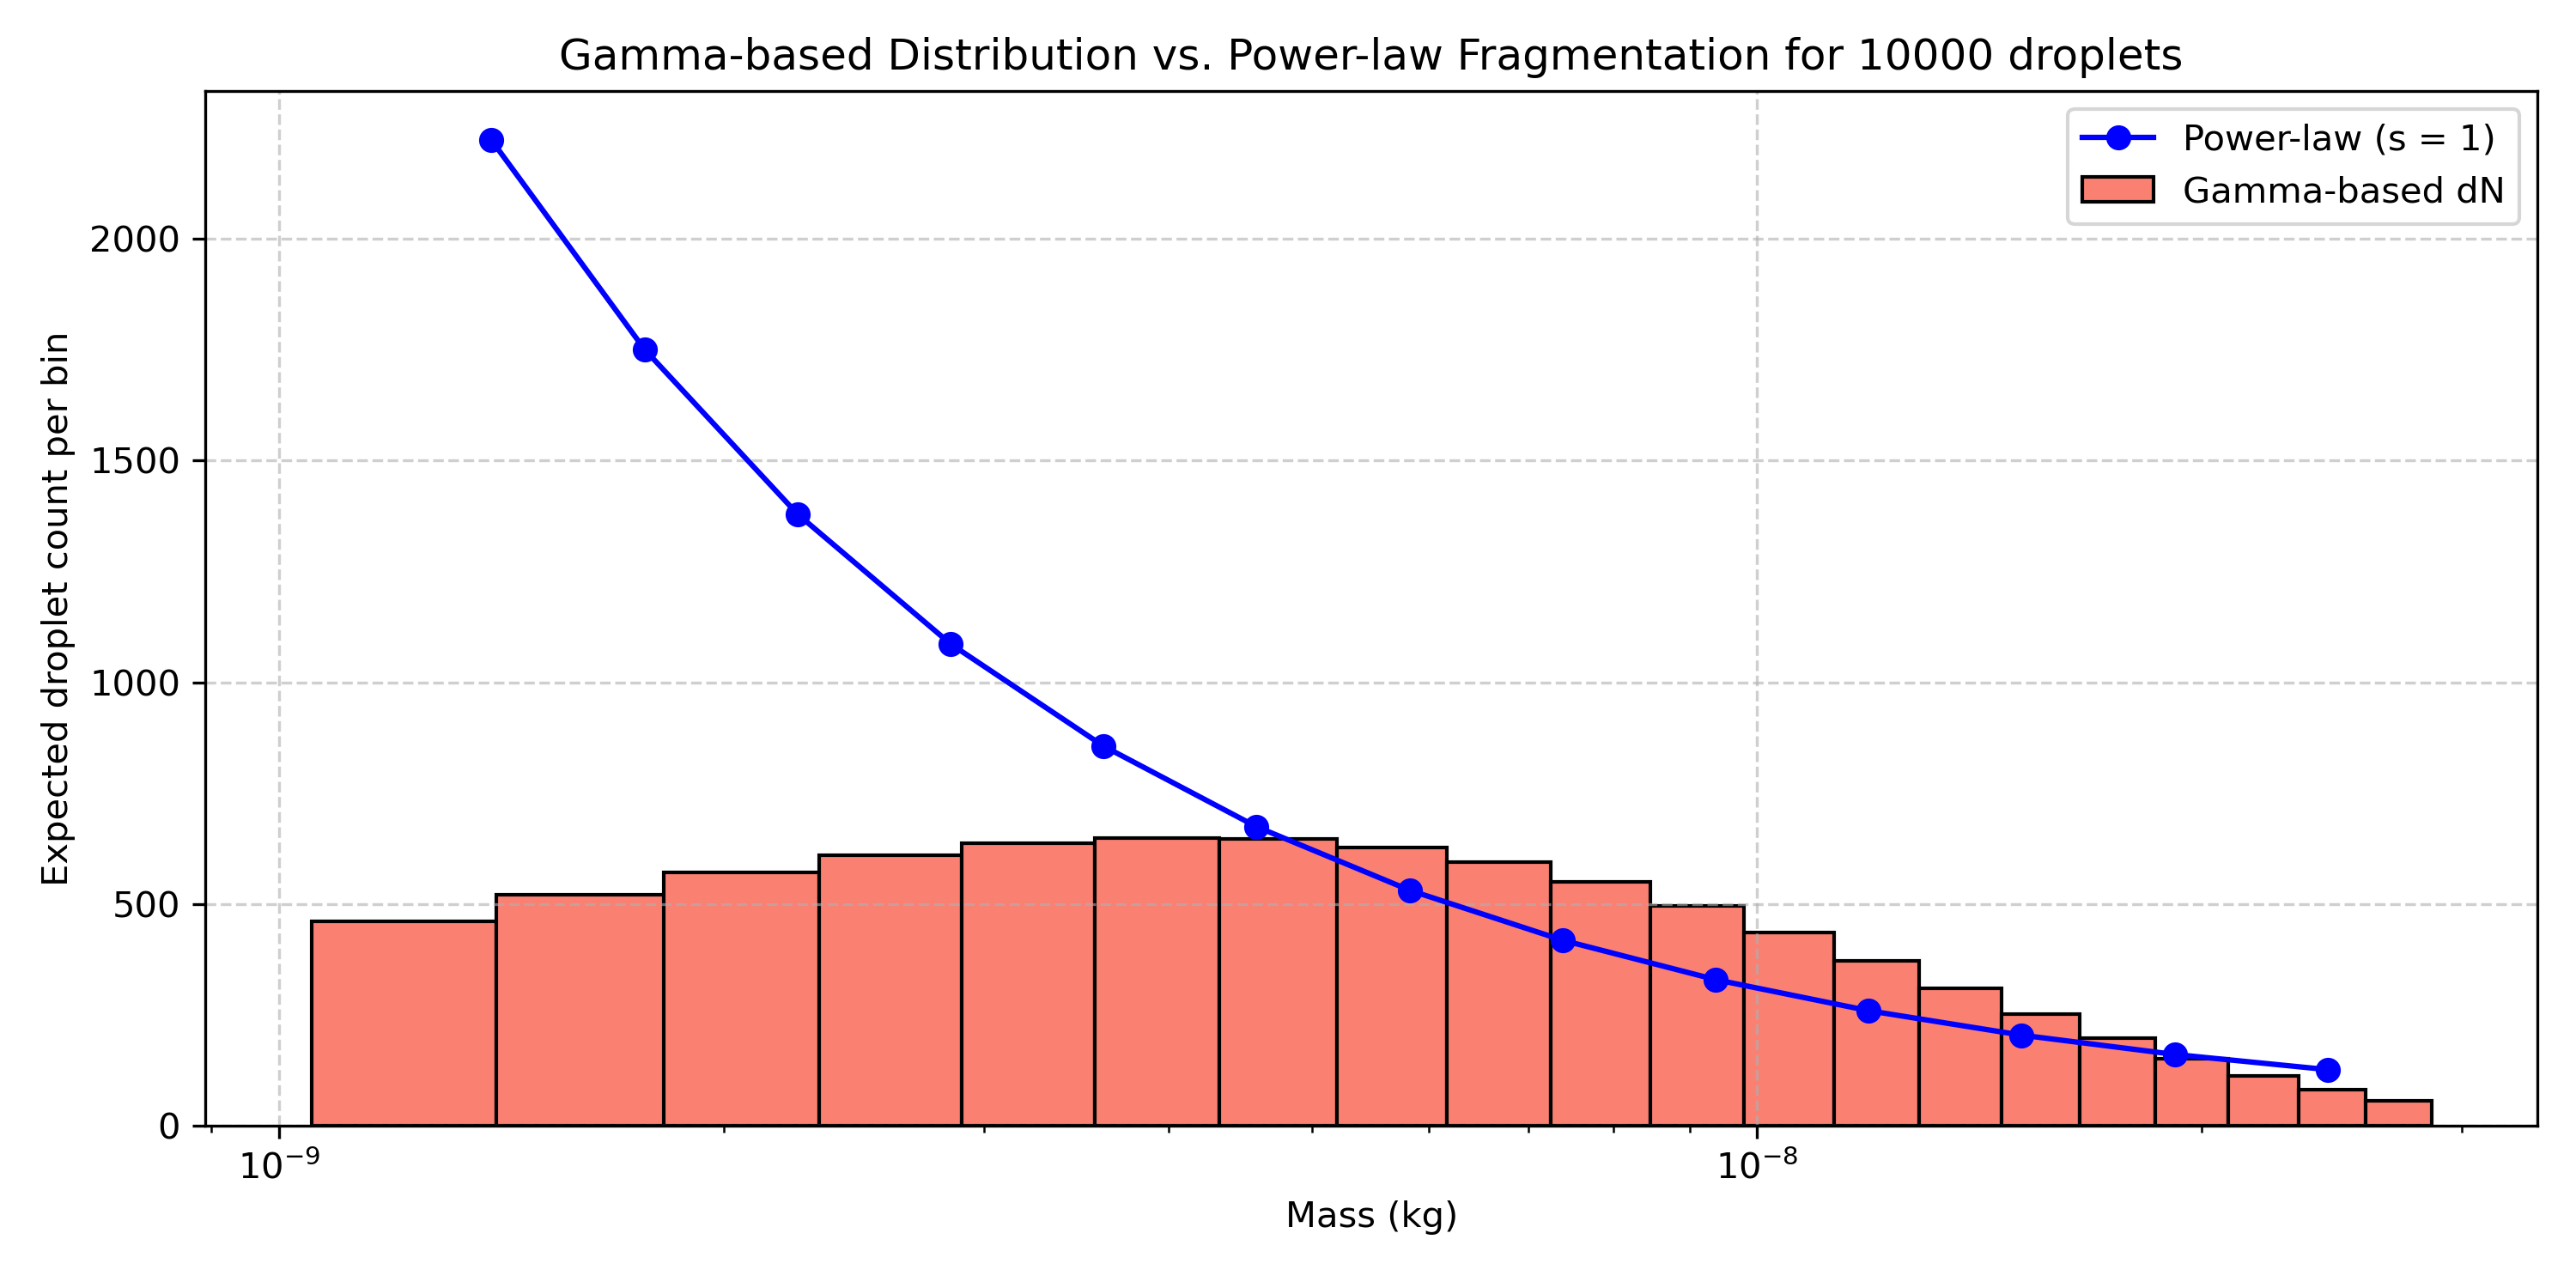 Gamma-based Distribution vs. Power-law Fragmentation for 10000 droplets
Power-law (s = 1)
Gamma-based dN
Expected droplet count per bin
2000
1500
1000
500
0
10⁻⁹
10⁻⁸
Mass (kg)